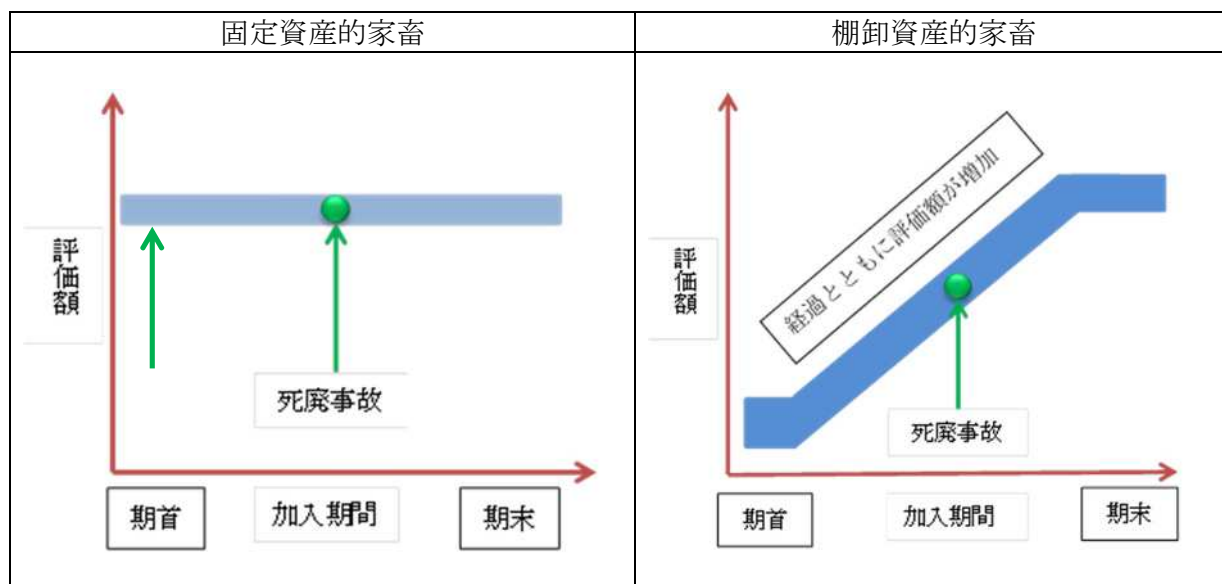 固定資産的家畜
棚卸資産的家畜
評価額
死廃事故
期首
加入期間
期末
経過とともに評価額が増加
評価額
死廃事故
期首
加入期間
期末